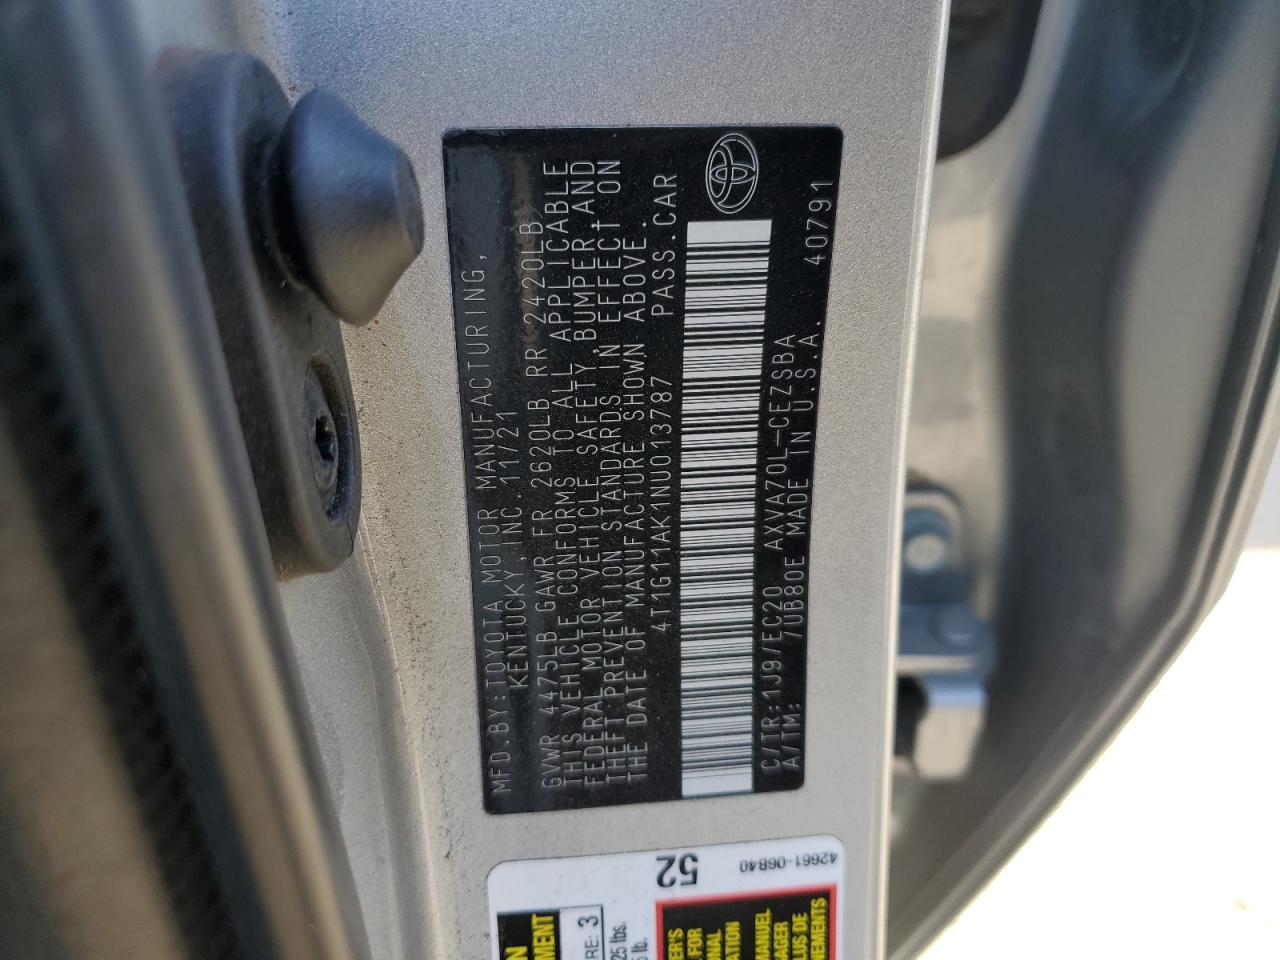 MFD.BY:TOYOTA MOTOR MANUFACTURING,
KENTUCKY, INC. 11/21
GVWR 4475LB GAWR FR 2620LB RR 2420LB
THIS VEHICLE CONFORMS TO ALL APPLICABLE
FEDERAL MOTOR VEHICLE SAFETY, BUMPER AND
THEFT PREVENTION STANDARDS IN EFFECT ON
THE DATE OF MANUFACTURE SHOWN ABOVE.
4T1G11AK1NU013787 PASS.CAR
C/TR:1J9/EC20 AXVA70L-CEZSBA
A/TM: 7UB80E MADE IN U.S.A. 40791
52
42661-06B40